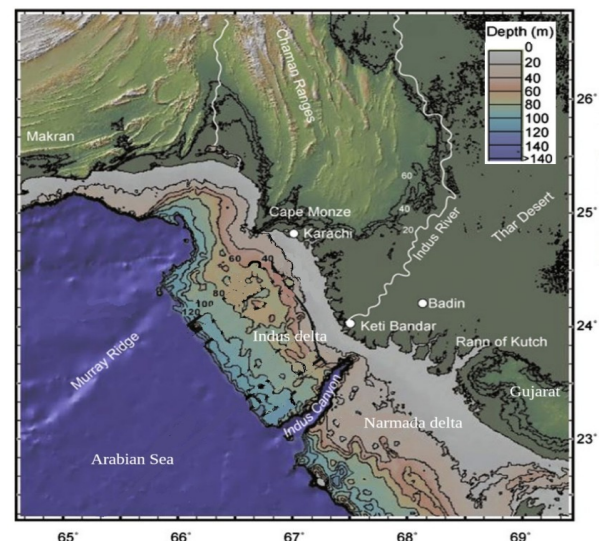 Depth (m)
0
20
40
60
80
100
120
140
>140
Chaman Ranges
Makran
26°
60
40
20
Thar Desert
25°
Cape Monze
Karachi
Indus River
60
40
80
100
120
Badin
Keti Bandar
24°
Indus delta
Rann of Kutch
Murray Ridge
Gujarat
Indus Canyon
Narmada delta
23°
Arabian Sea
65°
66°
67°
68°
69°